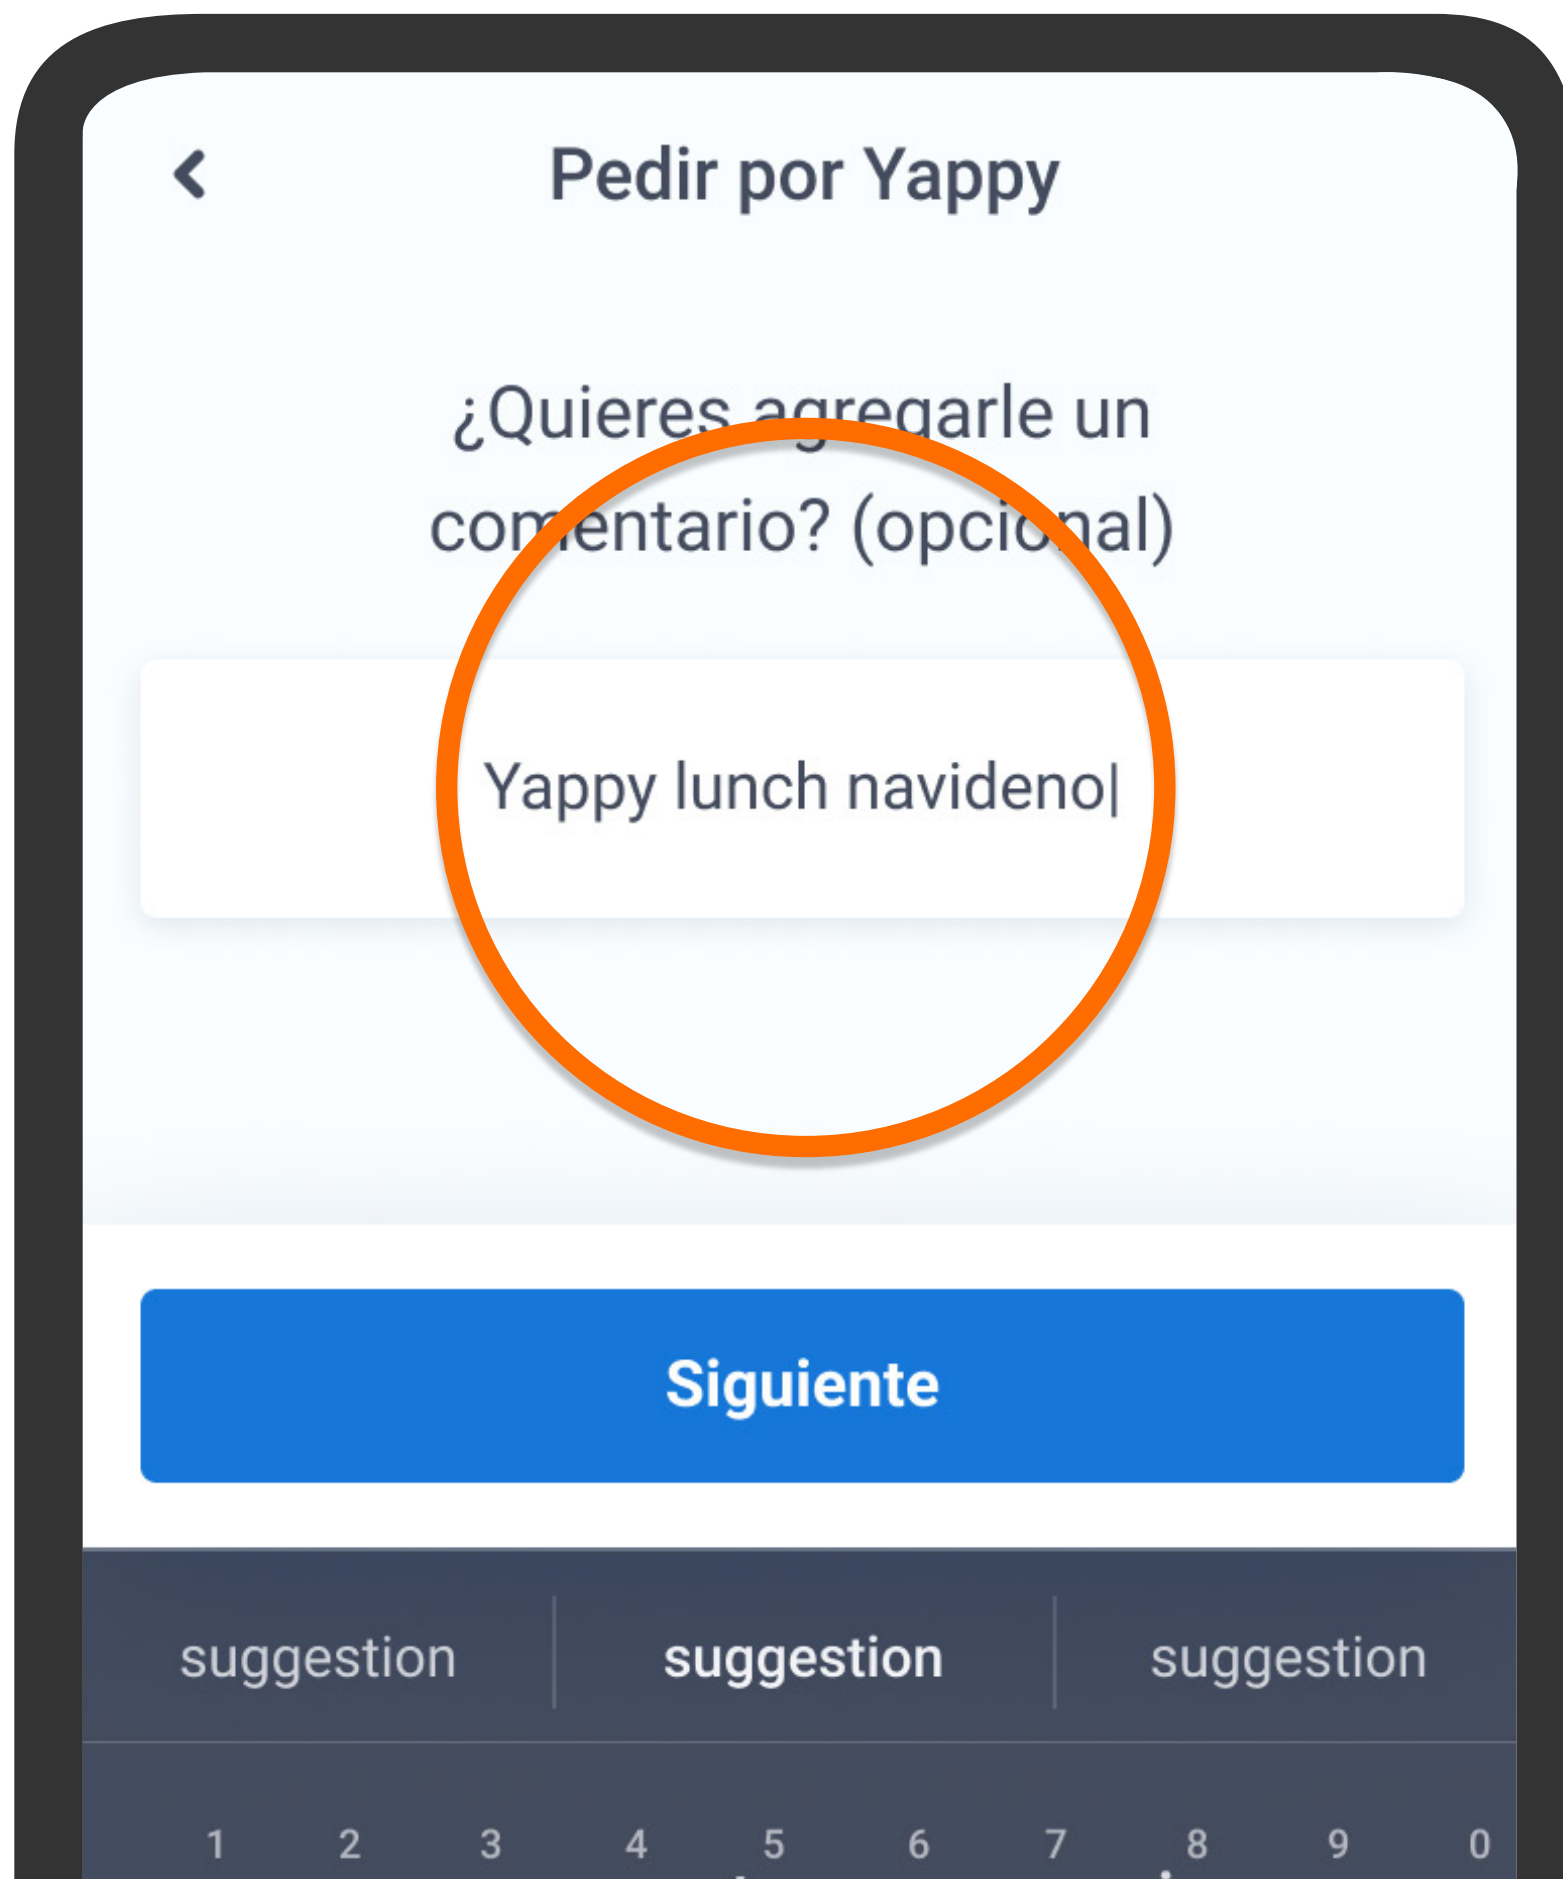 Pedir por Yappy
¿Quieres agregarle un
comentario? (opcional)
Yappy lunch navideno
Siguiente
suggestion suggestion suggestion
1 2 3 4 5 6 7 8 9 0